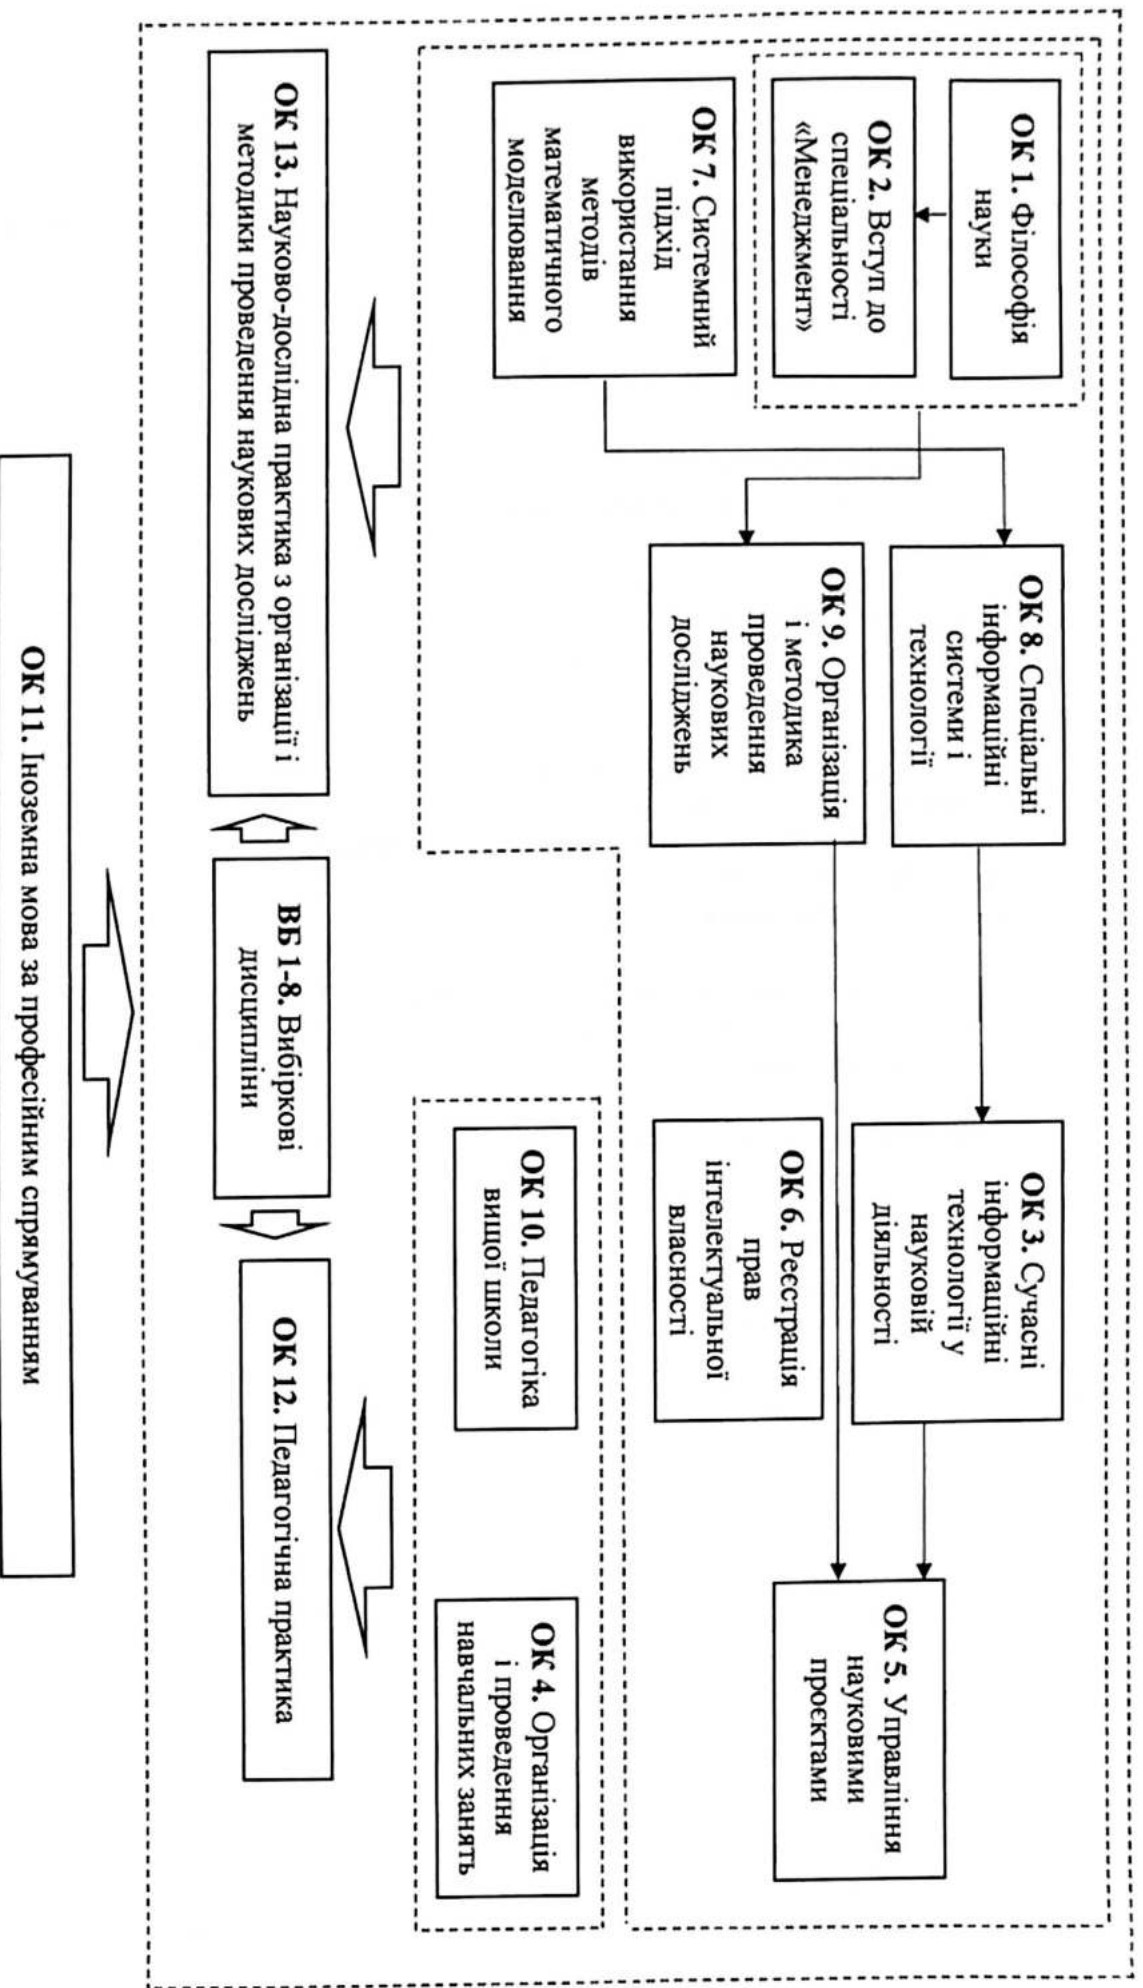 ОК 1. Філософія
науки
ОК 2. Вступ до
спеціальності
«Менеджмент»
ОК 7. Системний
підхід
використання
методів
математичного
моделювання
ОК 8. Спеціальні
інформаційні
системи і
технології
ОК 9. Організація
і методика
проведення
наукових
досліджень
ОК 3. Сучасні
інформаційні
технології у
науковій
діяльності
ОК 6. Реєстрація
прав
інтелектуальної
власності
ОК 5. Управління
науковими
проєктами
ОК 10. Педагогіка
вищої школи
ОК 4. Організація
і проведення
навчальних занять
ОК 13. Науково-дослідна практика з організації і
методики проведення наукових досліджень
ВБ 1-8. Вибіркові
дисципліни
ОК 12. Педагогічна практика
ОК 11. Іноземна мова за професійним спрямуванням